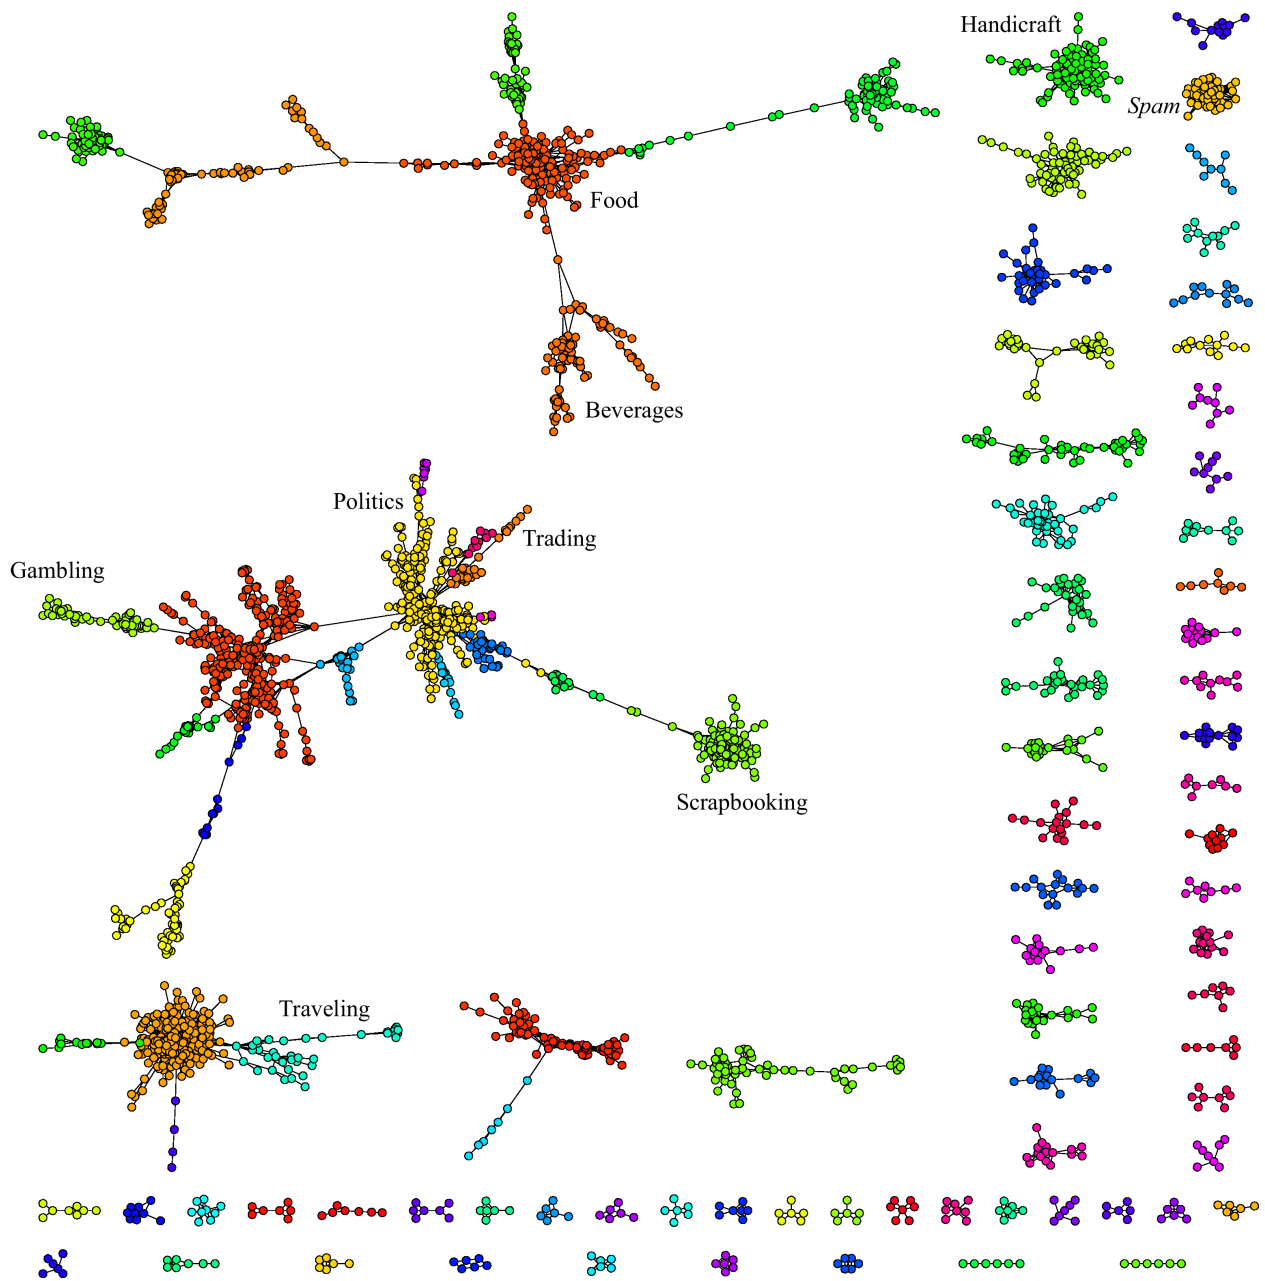 Handicraft
Spam
Food
Beverages
Politics
Trading
Gambling
Scrapbooking
Traveling